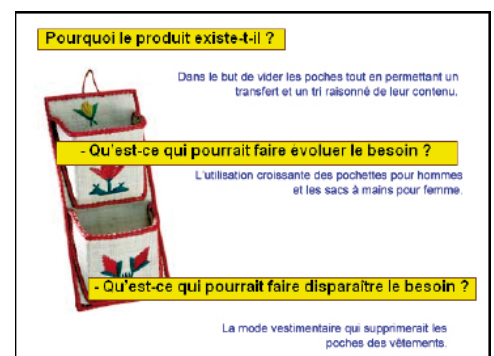 Pourquoi le produit existe-t-il ?
Dans le but de vider les poches tout en permettant un
transfert et un tri raisonné de leur contenu.
- Qu'est-ce qui pourrait faire évoluer le besoin ?
L'utilisation croissante des pochettes pour hommes
et les sacs à mains pour femme.
- Qu'est-ce qui pourrait faire disparaître le besoin ?
La mode vestimentaire qui supprimerait les
poches des vêtements.